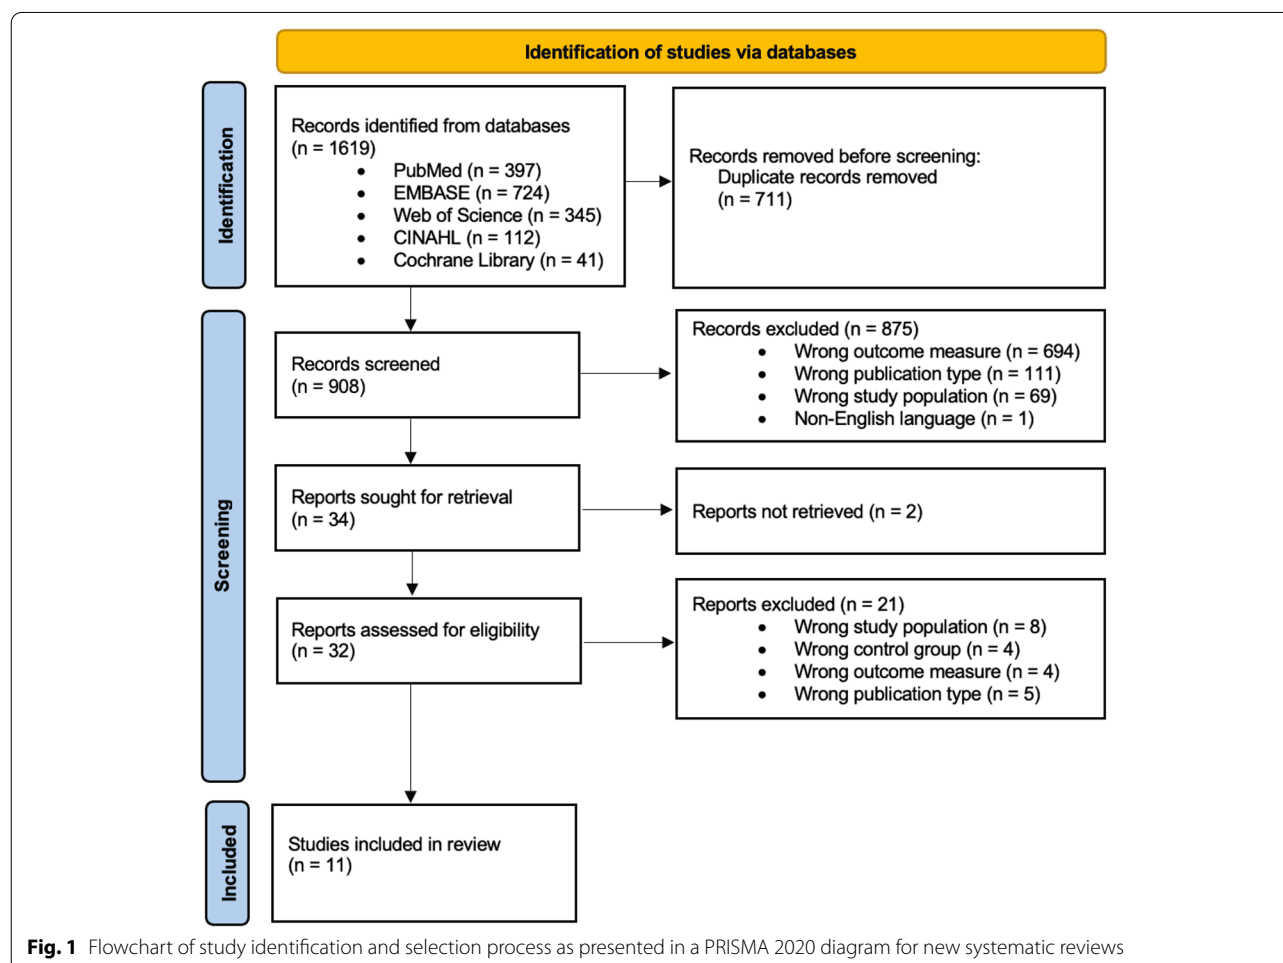 Identification of studies via databases
Identification
Records identified from databases
(n = 1619)
• PubMed (n = 397)
• EMBASE (n = 724)
• Web of Science (n = 345)
• CINAHL (n = 112)
• Cochrane Library (n = 41)
Records removed before screening:
Duplicate records removed
(n = 711)
Screening
Records screened
(n = 908)
Records excluded (n = 875)
• Wrong outcome measure (n = 694)
• Wrong publication type (n = 111)
• Wrong study population (n = 69)
• Non-English language (n = 1)
Reports sought for retrieval
(n = 34)
Reports not retrieved (n = 2)
Reports assessed for eligibility
(n = 32)
Reports excluded (n = 21)
• Wrong study population (n = 8)
• Wrong control group (n = 4)
• Wrong outcome measure (n = 4)
• Wrong publication type (n = 5)
Included
Studies included in review
(n = 11)
Fig. 1 Flowchart of study identification and selection process as presented in a PRISMA 2020 diagram for new systematic reviews